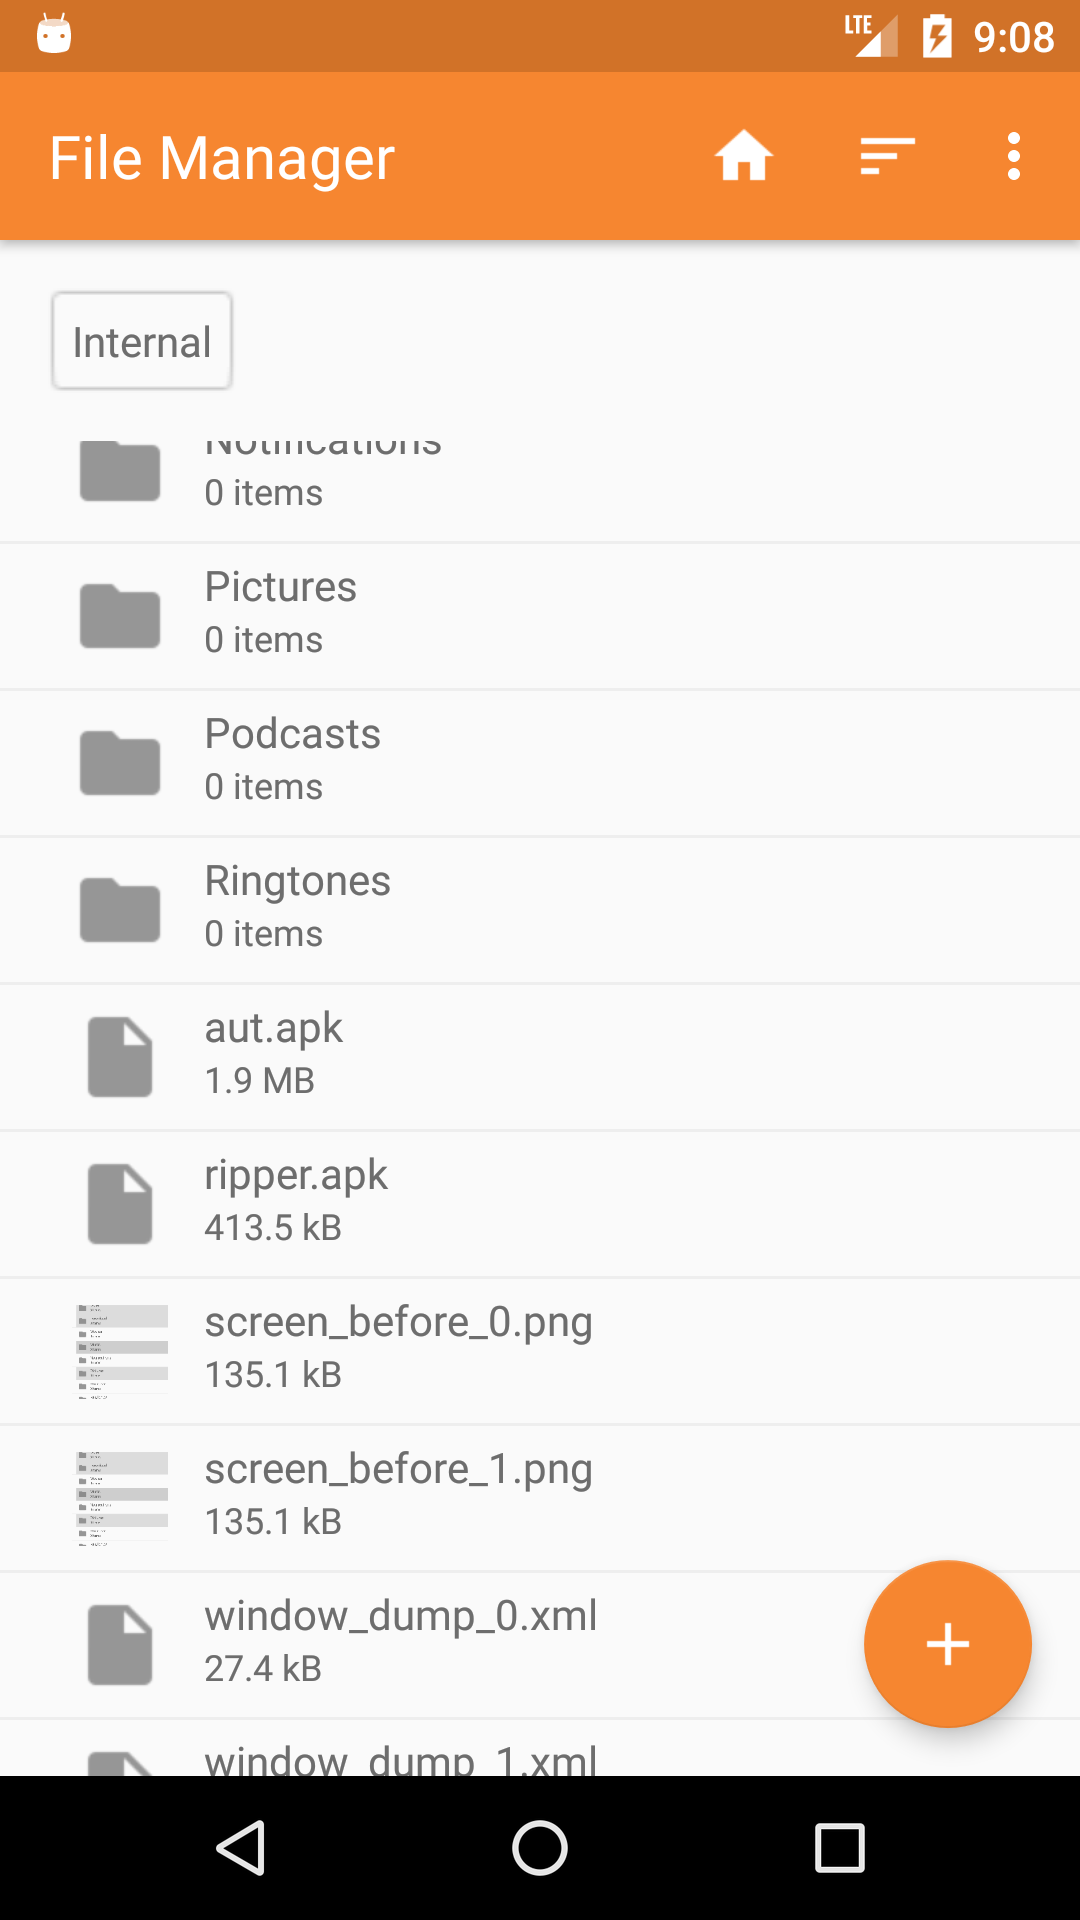 LTE 9:08
File Manager
Internal
Notifications
0 items
Pictures
0 items
Podcasts
0 items
Ringtones
0 items
aut.apk
1.9 MB
ripper.apk
413.5 kB
screen_before_0.png
135.1 kB
screen_before_1.png
135.1 kB
window_dump_0.xml
27.4 kB
window_dump_1.xml